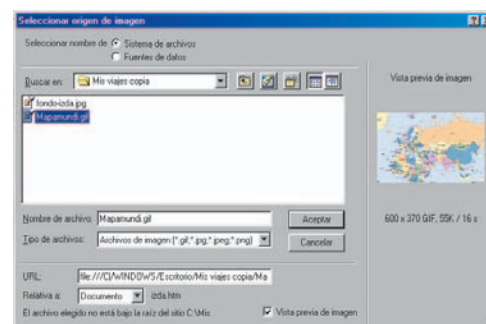 Seleccionar origen de imagen
Seleccionar nombre de Sistema de archivos
Fuentes de datos
Buscar en: Mis viajes copia
Vista previa de imagen
fondo-izda.jpg
Mapamundi.gif
Nombre de archivo: Mapamundi.gif Aceptar
600 x 370 GIF, 55K / 16 s
Tipo de archivos: Archivos de imagen (*.gif;*.jpg;*.jpeg;*.png) Cancelar
URL: file:///C|/WINDOWS/Escritorio/Mis viajes copia/Ma
Relativa a: Documento izda.htm
El archivo elegido no está bajo la raíz del sitio C:\Mis Vista previa de imagen